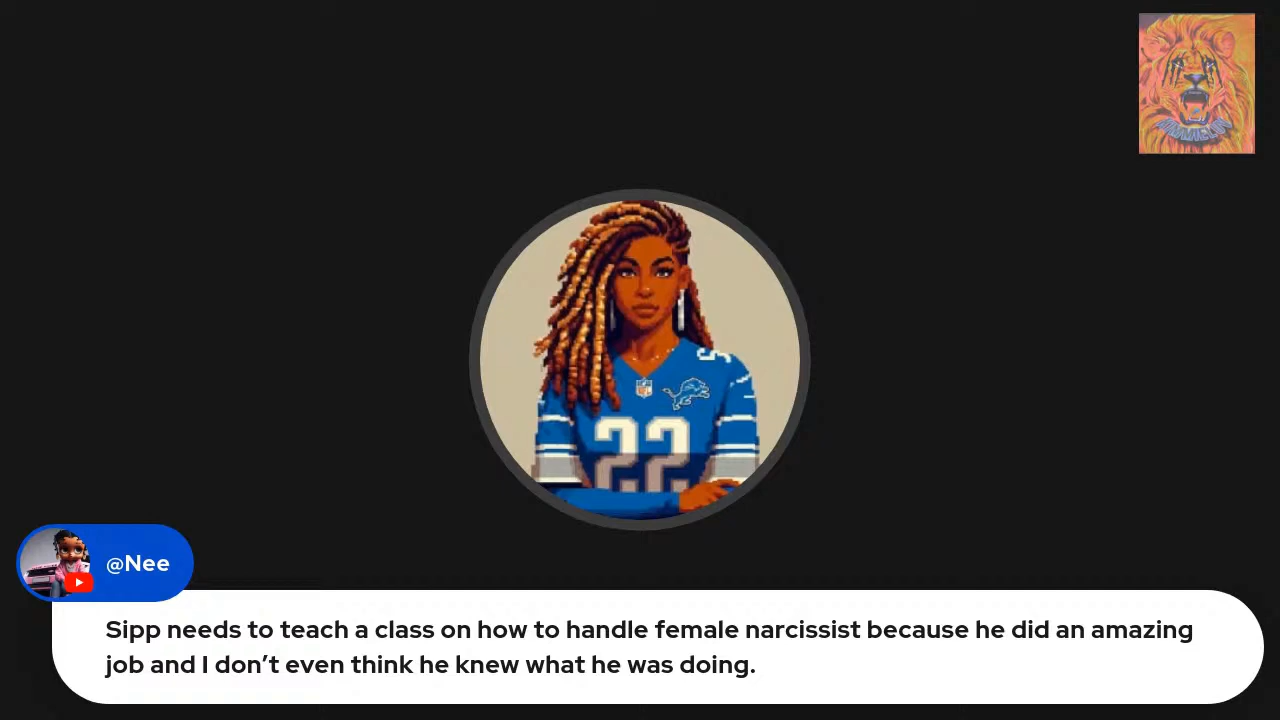 22
@Nee
Sipp needs to teach a class on how to handle female narcissist because he did an amazing
job and I don’t even think he knew what he was doing.